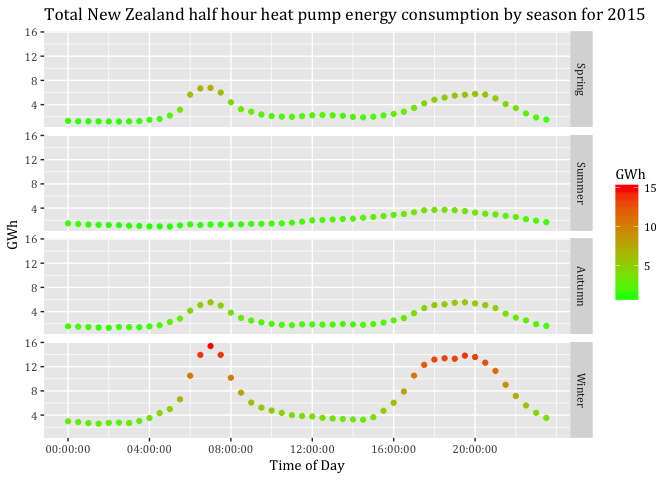 Total New Zealand half hour heat pump energy consumption by season for 2015
16
12
8
4
Spring
16
12
8
4
Summer
16
12
8
4
Autumn
16
12
8
4
Winter
GWh
00:00:00 04:00:00 08:00:00 12:00:00 16:00:00 20:00:00
Time of Day
GWh
15
10
5